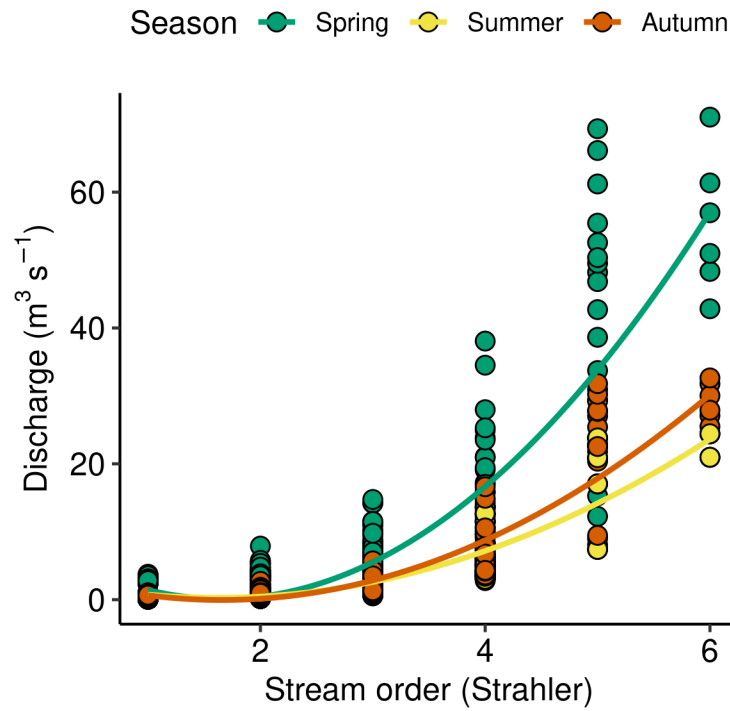 Season Spring Summer Autumn
60
40
20
0
2 4 6
Discharge (m³ s⁻¹)
Stream order (Strahler)